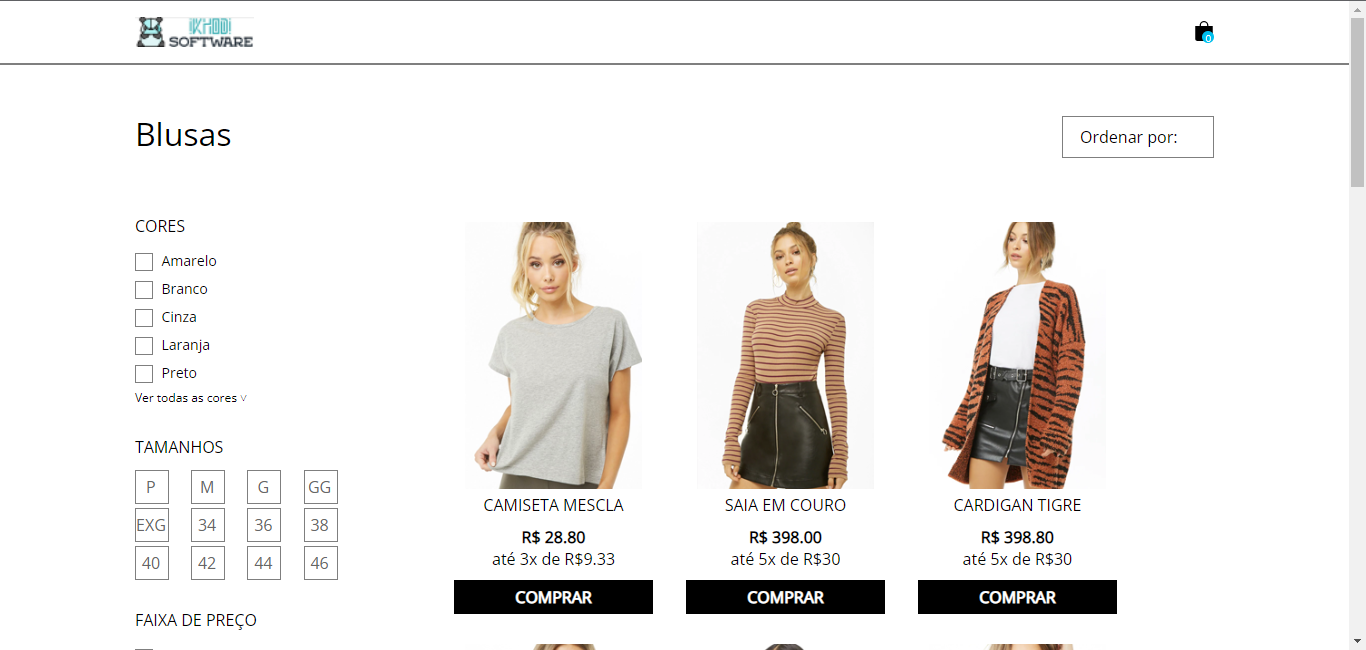 SOFTWARE
0
Blusas
Ordenar por:
CORES
Amarelo
Branco
Cinza
Laranja
Preto
Ver todas as cores v
TAMANHOS
P M G GG
EXG 34 36 38
40 42 44 46
FAIXA DE PREÇO
CAMISETA MESCLA
R$ 28.80
até 3x de R$9.33
COMPRAR
SAIA EM COURO
R$ 398.00
até 5x de R$30
COMPRAR
CARDIGAN TIGRE
R$ 398.80
até 5x de R$30
COMPRAR